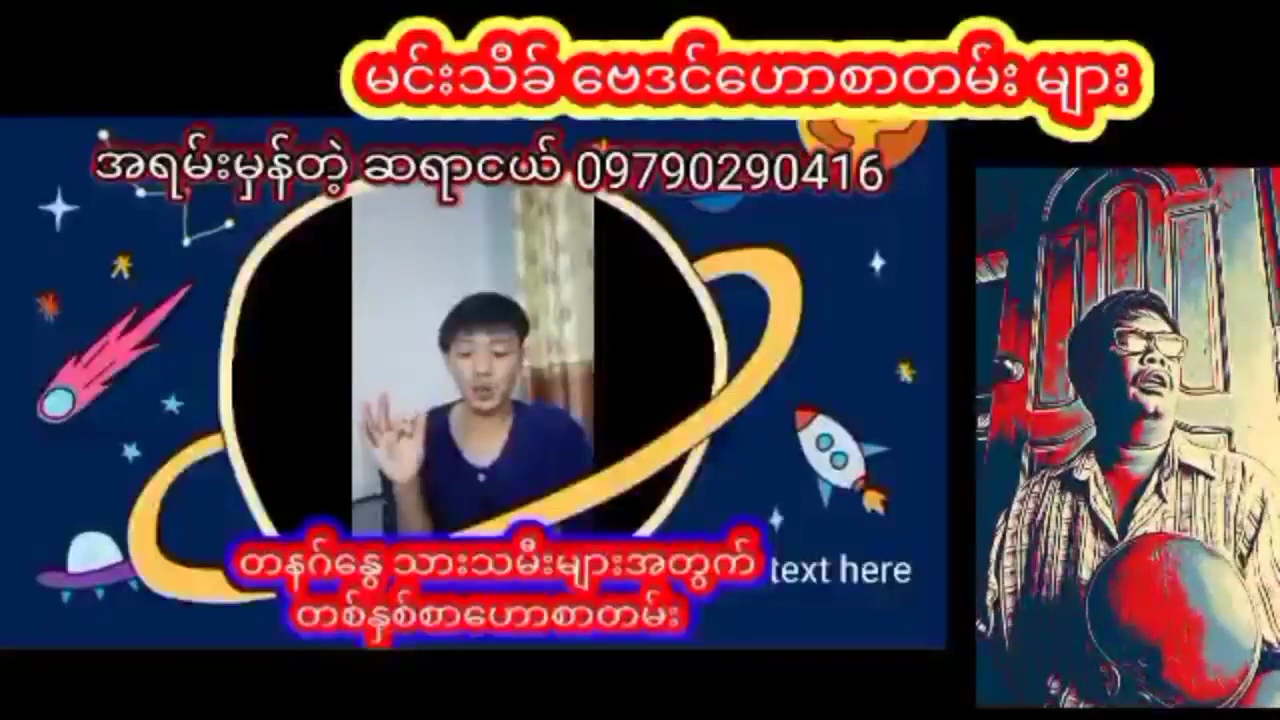 မင်းသိခ် ဗေဒင်ဟောစာတမ်း များ
အရမ်းမှန်တဲ့ ဆရာငယ် 09790290416
တနင်္ဂနွေ သားသမီးများအတွက်
text here
တစ်နှစ်စာဟောစာတမ်း